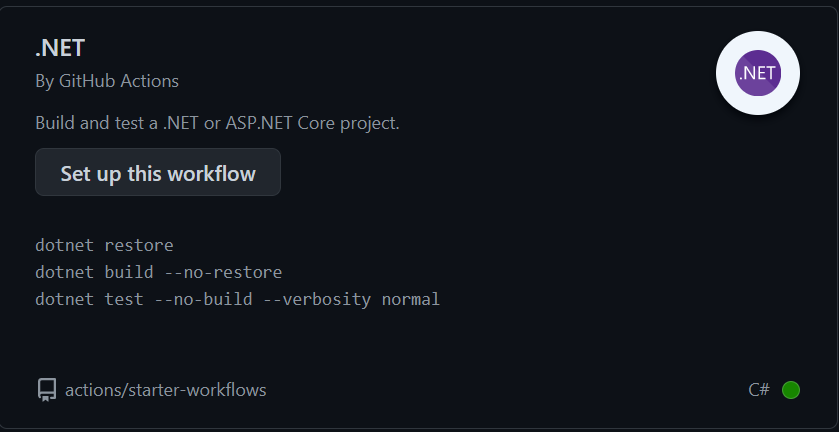 .NET
By GitHub Actions
.NET
Build and test a .NET or ASP.NET Core project.
Set up this workflow
dotnet restore
dotnet build --no-restore
dotnet test --no-build --verbosity normal
actions/starter-workflows
C#